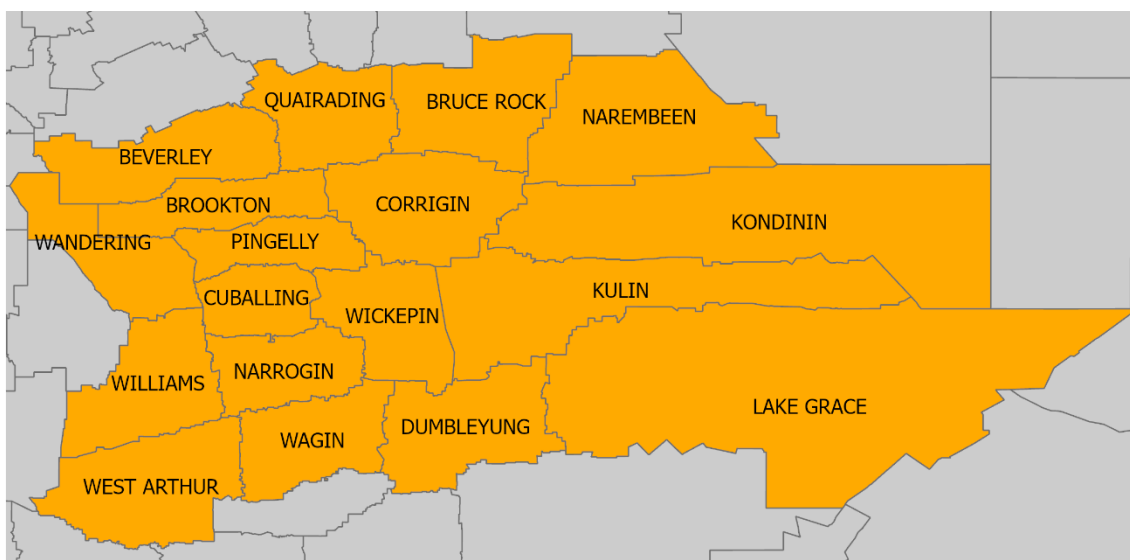 QUAIRADING
BRUCE ROCK
NAREMBEEN
BEVERLEY
BROOKTON
CORRIGIN
KONDININ
WANDERING
PINGELLY
CUBALLING
KULIN
WICKEPIN
NARROGIN
WILLIAMS
LAKE GRACE
DUMBLEYUNG
WAGIN
WEST ARTHUR